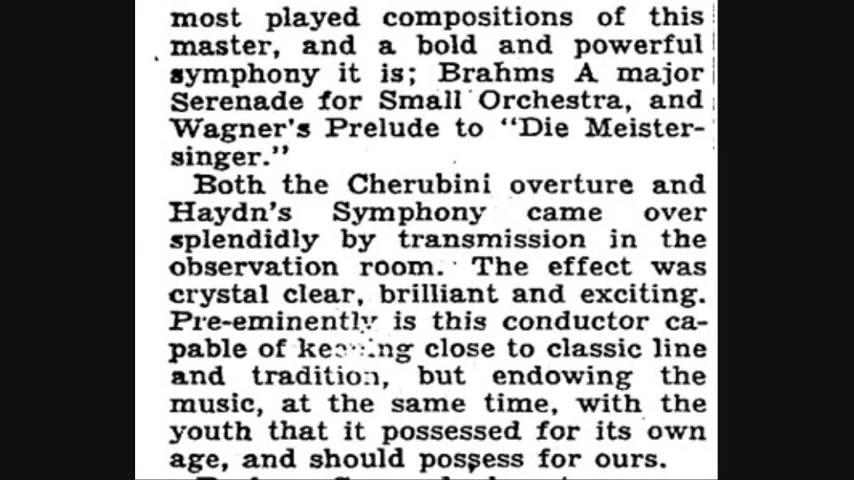 most played compositions of this
master, and a bold and powerful
symphony it is; Brahms A major
Serenade for Small Orchestra, and
Wagner's Prelude to "Die Meister-
singer."
Both the Cherubini overture and
Haydn's Symphony came over
splendidly by transmission in the
observation room. The effect was
crystal clear, brilliant and exciting.
Pre-eminently is this conductor ca-
pable of keeping close to classic line
and tradition, but endowing the
music, at the same time, with the
youth that it possessed for its own
age, and should possess for ours.